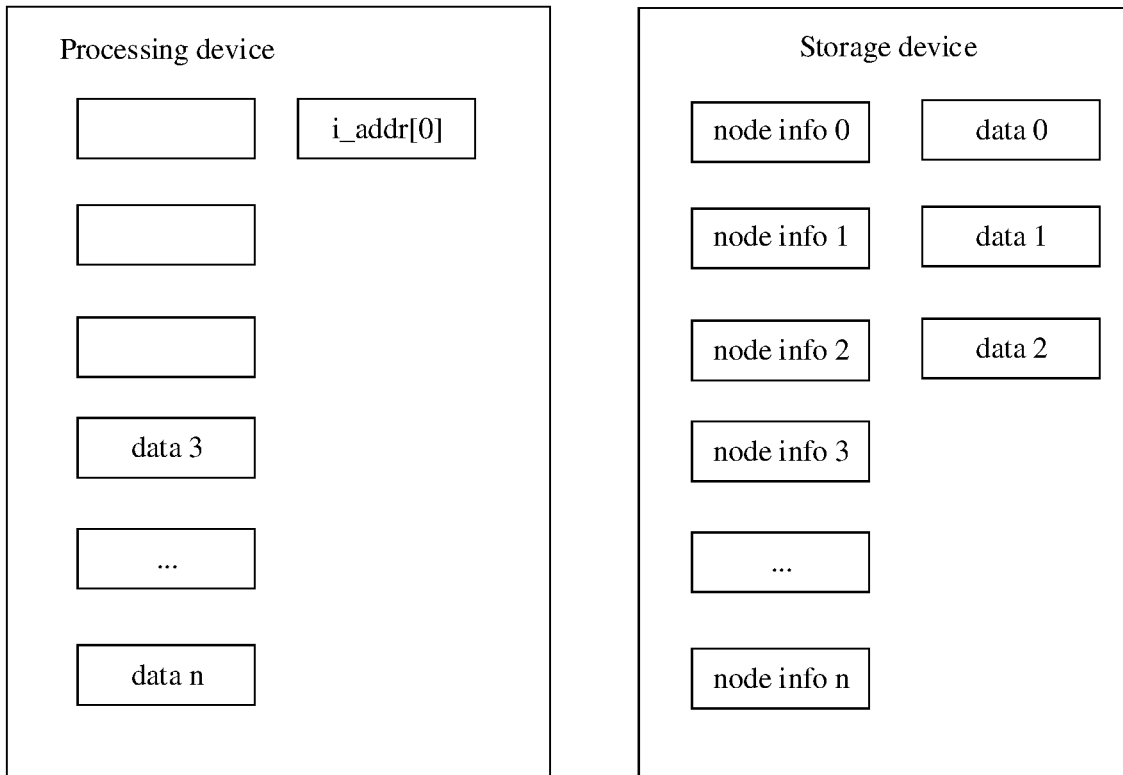 Processing device
i_addr[0]
data 3
...
data n
Storage device
node info 0
data 0
node info 1
data 1
node info 2
data 2
node info 3
...
node info n